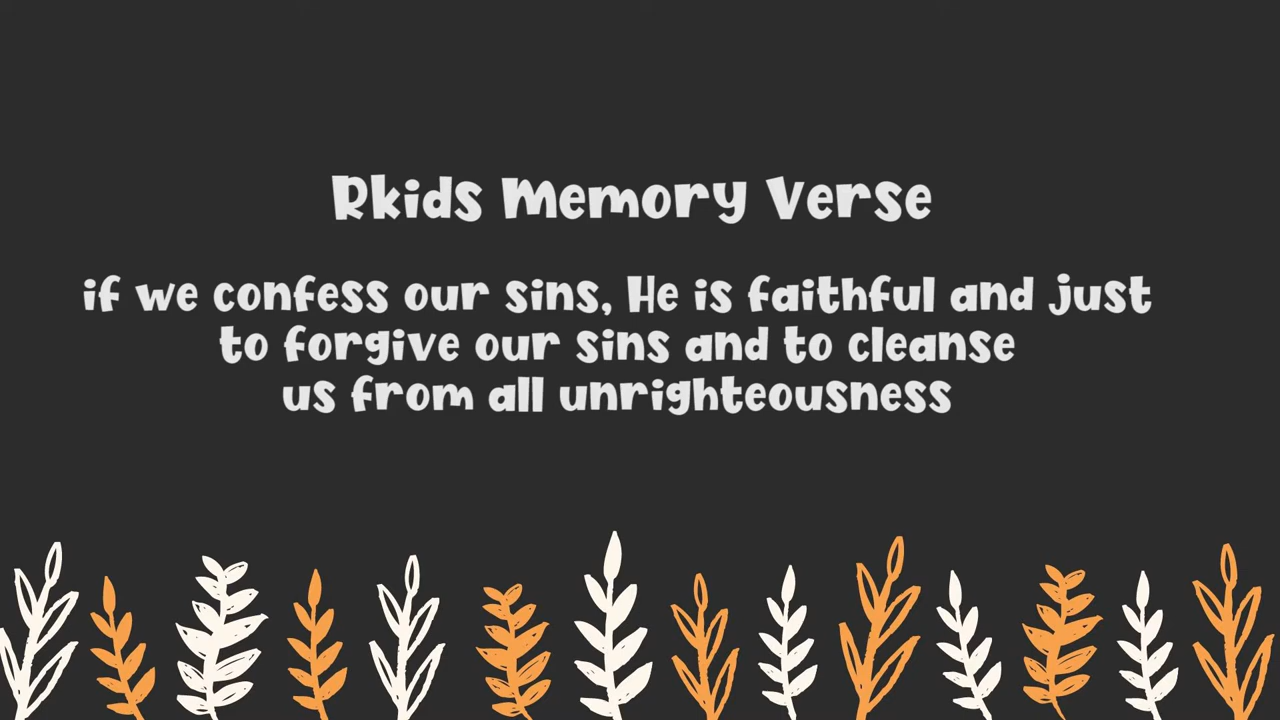 Rkids Memory Verse
if we confess our sins, He is faithful and just
to forgive our sins and to cleanse
us from all unrighteousness